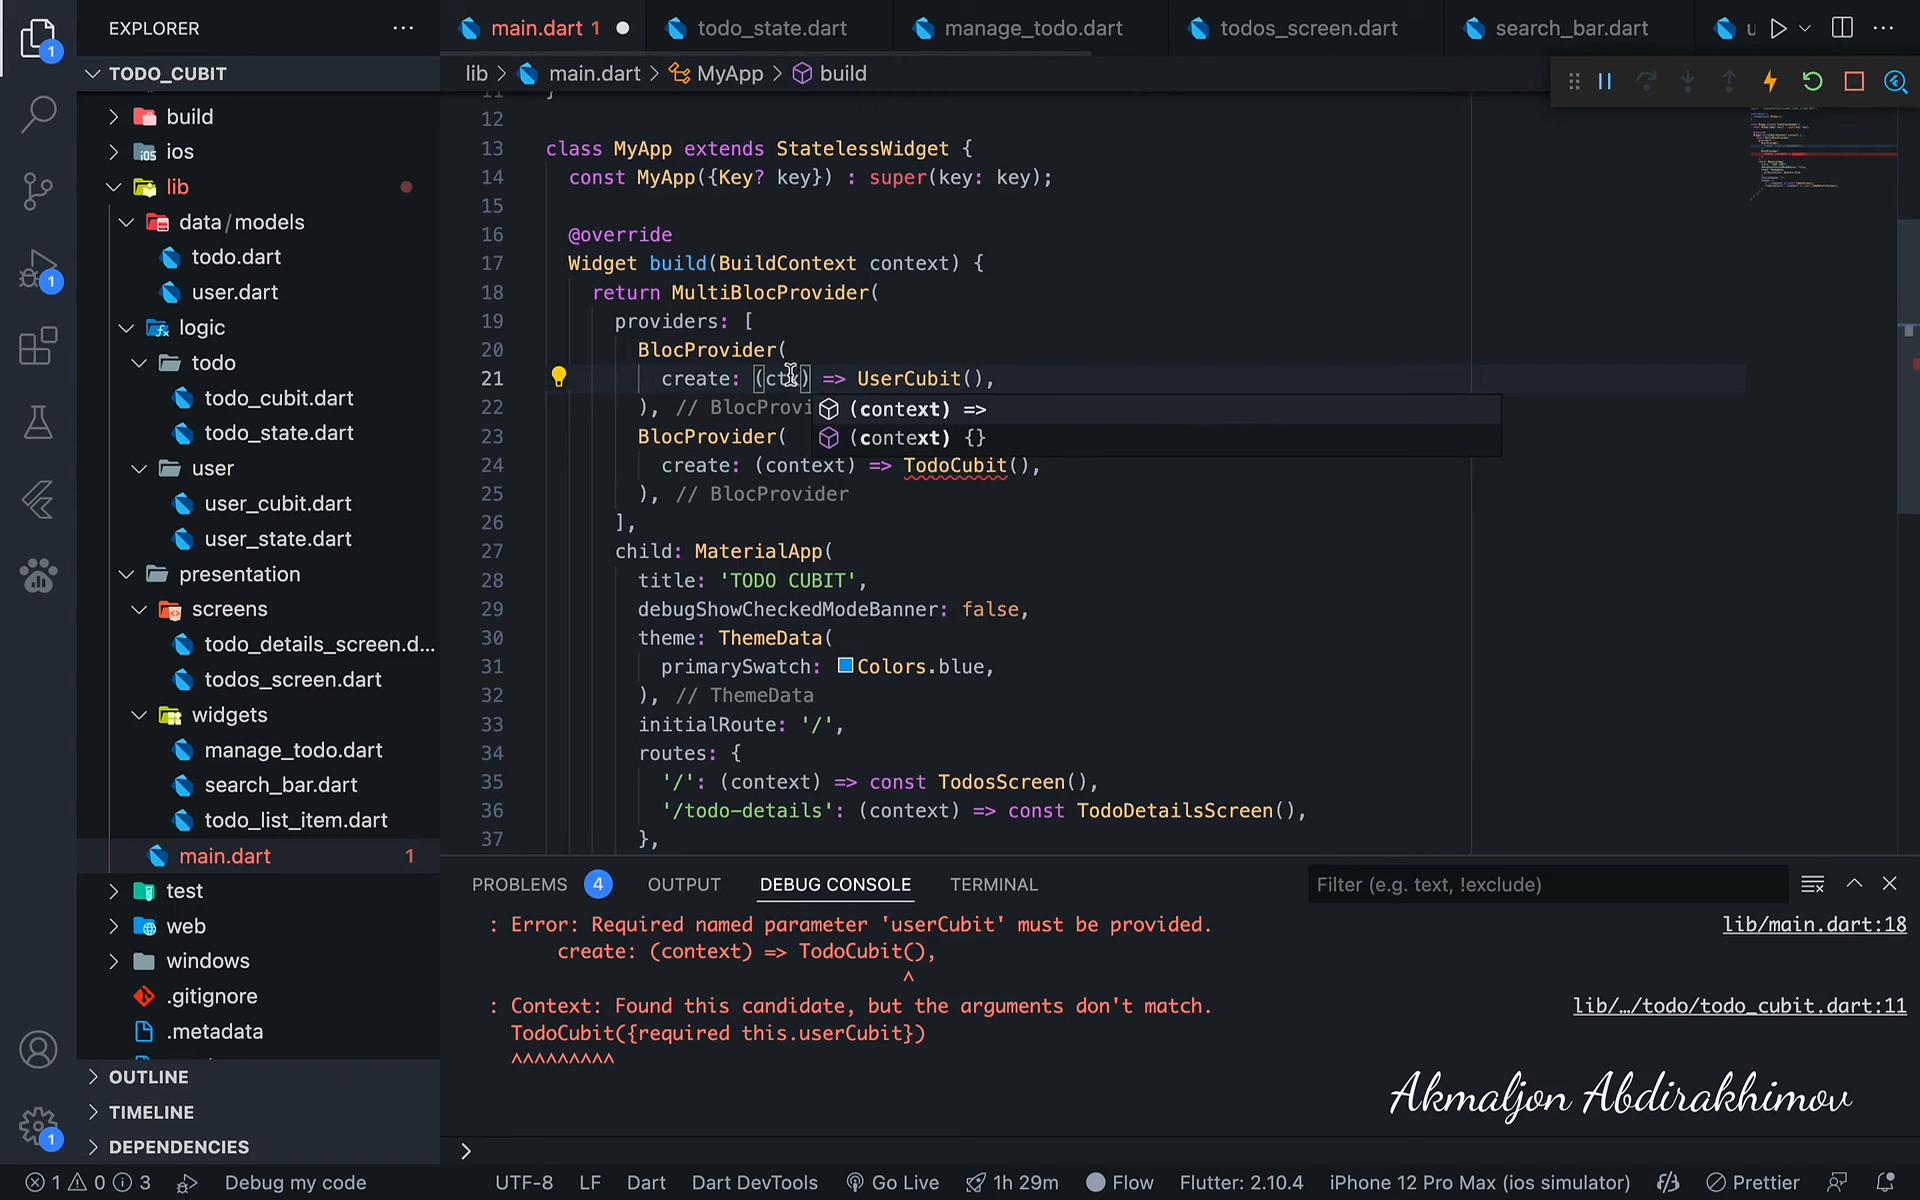 EXPLORER
TODO_CUBIT
build
ios
lib
data/models
todo.dart
user.dart
logic
todo
todo_cubit.dart
todo_state.dart
user
user_cubit.dart
user_state.dart
presentation
screens
todo_details_screen.d...
todos_screen.dart
widgets
manage_todo.dart
search_bar.dart
todo_list_item.dart
main.dart 1
test
web
windows
.gitignore
.metadata
OUTLINE
TIMELINE
DEPENDENCIES
1
1
1
main.dart 1
todo_state.dart
manage_todo.dart
todos_screen.dart
search_bar.dart
lib > main.dart > MyApp > build
12
13 class MyApp extends StatelessWidget {
14 const MyApp({Key? key}) : super(key: key);
15
16 @override
17 Widget build(BuildContext context) {
18 return MultiBlocProvider(
19 providers: [
20 BlocProvider(
21 create: (ctx) => UserCubit(),
22 ), // BlocProvi
(context) =>
(context) {}
23 BlocProvider(
24 create: (context) => TodoCubit(),
25 ), // BlocProvider
26 ],
27 child: MaterialApp(
28 title: 'TODO CUBIT',
29 debugShowCheckedModeBanner: false,
30 theme: ThemeData(
31 primarySwatch: Colors.blue,
32 ), // ThemeData
33 initialRoute: '/',
34 routes: {
35 '/': (context) => const TodosScreen(),
36 '/todo-details': (context) => const TodoDetailsScreen(),
37 },
PROBLEMS 4 OUTPUT DEBUG CONSOLE TERMINAL
Filter (e.g. text, !exclude)
: Error: Required named parameter 'userCubit' must be provided. lib/main.dart:18
create: (context) => TodoCubit(),
^
: Context: Found this candidate, but the arguments don't match. lib/…/todo/todo_cubit.dart:11
TodoCubit({required this.userCubit})
^^^^^^^^^
Akmaljon Abdirakhimov
>
1 0 3 Debug my code UTF-8 LF Dart Dart DevTools Go Live 1h 29m Flow Flutter: 2.10.4 iPhone 12 Pro Max (ios simulator) Prettier